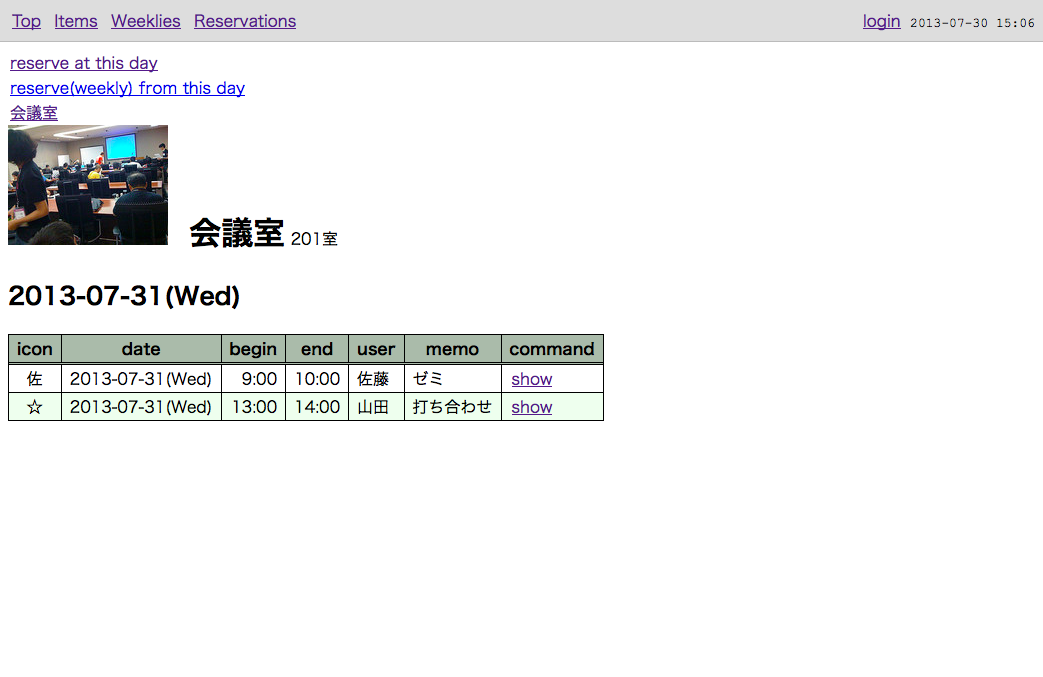 Top Items Weeklies Reservations login 2013-07-30 15:06
reserve at this day
reserve(weekly) from this day
会議室
会議室 201室
2013-07-31(Wed)
icon date begin end user memo command
佐 2013-07-31(Wed) 9:00 10:00 佐藤 ゼミ show
☆ 2013-07-31(Wed) 13:00 14:00 山田 打ち合わせ show